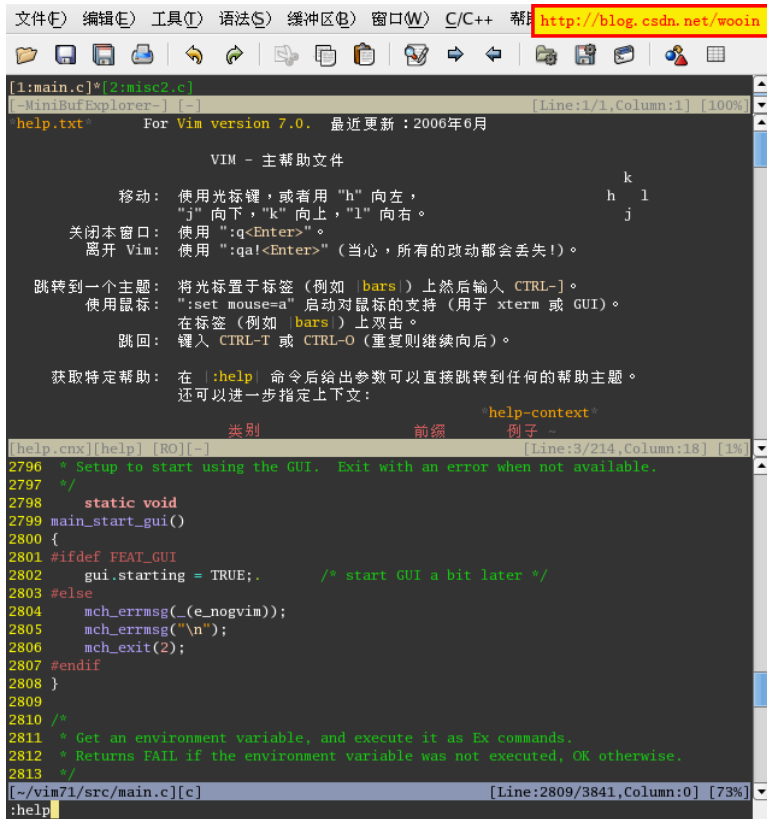 文件(F) 编辑(E) 工具(T) 语法(S) 缓冲区(B) 窗口(W) C/C++ http://blog.csdn.net/wooin
[1:main.c]*[2:misc2.c]
[-MiniBufExplorer-] [-] [Line:1/1,Column:1] [100%]
*help.txt* For Vim version 7.0. 最近更新：2006年6月
VIM - 主帮助文件
k
移动: 使用光标键，或者用 "h" 向左， h l
"j" 向下，"k" 向上，"l" 向右。 j
关闭本窗口: 使用 ":q<Enter>"。
离开 Vim: 使用 ":qa!<Enter>" (当心，所有的改动都会丢失!)。
跳转到一个主题: 将光标置于标签 (例如 |bars|) 上然后输入 CTRL-]。
使用鼠标: ":set mouse=a" 启动对鼠标的支持 (用于 xterm 或 GUI)。
在标签 (例如 |bars|) 上双击。
跳回: 键入 CTRL-T 或 CTRL-O (重复则继续向后)。
获取特定帮助: 在 |:help| 命令后给出参数可以直接跳转到任何的帮助主题。
还可以进一步指定上下文:
*help-context*
类别 前缀 例子 ~
[help.cnx][help] [RO][-] [Line:3/214,Column:18] [1%]
2796 * Setup to start using the GUI. Exit with an error when not available.
2797 */
2798 static void
2799 main_start_gui()
2800 {
2801 #ifdef FEAT_GUI
2802 gui.starting = TRUE;. /* start GUI a bit later */
2803 #else
2804 mch_errmsg(_(e_nogvim));
2805 mch_errmsg("\n");
2806 mch_exit(2);
2807 #endif
2808 }
2809
2810 /*
2811 * Get an environment variable, and execute it as Ex commands.
2812 * Returns FAIL if the environment variable was not executed, OK otherwise.
2813 */
[~/vim71/src/main.c][c] [Line:2809/3841,Column:0] [73%]
:help